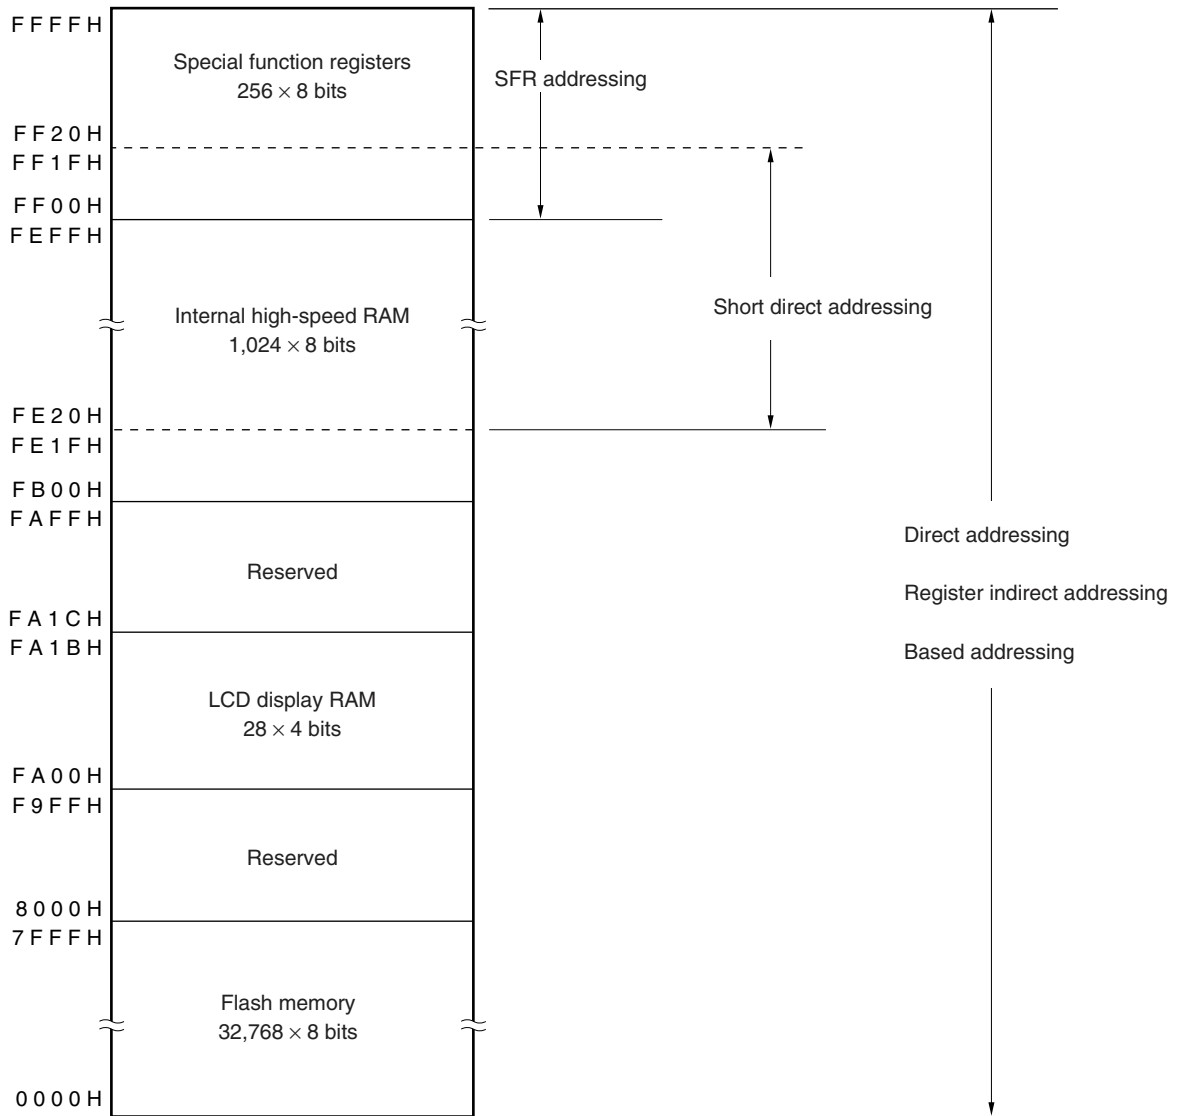 FFFFH
Special function registers
256 × 8 bits
SFR addressing
FF20H
FF1FH
FF00H
FEFFH
Internal high-speed RAM
1,024 × 8 bits
Short direct addressing
FE20H
FE1FH
FB00H
FAFFH
Direct addressing
Reserved
Register indirect addressing
FA1CH
FA1BH
Based addressing
LCD display RAM
28 × 4 bits
FA00H
F9FFH
Reserved
8000H
7FFFH
Flash memory
32,768 × 8 bits
0000H